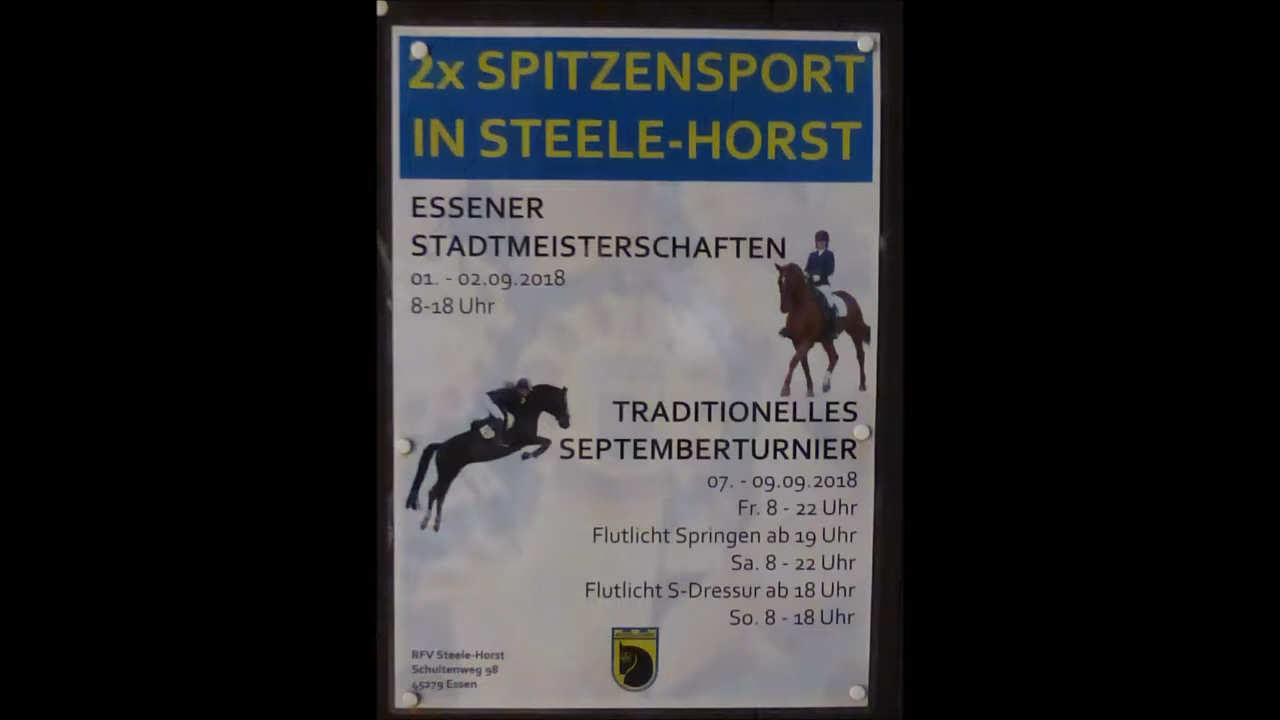 2x SPITZENSPORT
IN STEELE-HORST
ESSENER
STADTMEISTERSCHAFTEN
01. - 02.09.2018
8-18 Uhr
TRADITIONELLES
SEPTEMBERTURNIER
07. - 09.09.2018
Fr. 8 - 22 Uhr
Flutlicht Springen ab 19 Uhr
Sa. 8 - 22 Uhr
Flutlicht S-Dressur ab 18 Uhr
So. 8 - 18 Uhr
RFV Steele-Horst
Schultenweg 98
45279 Essen